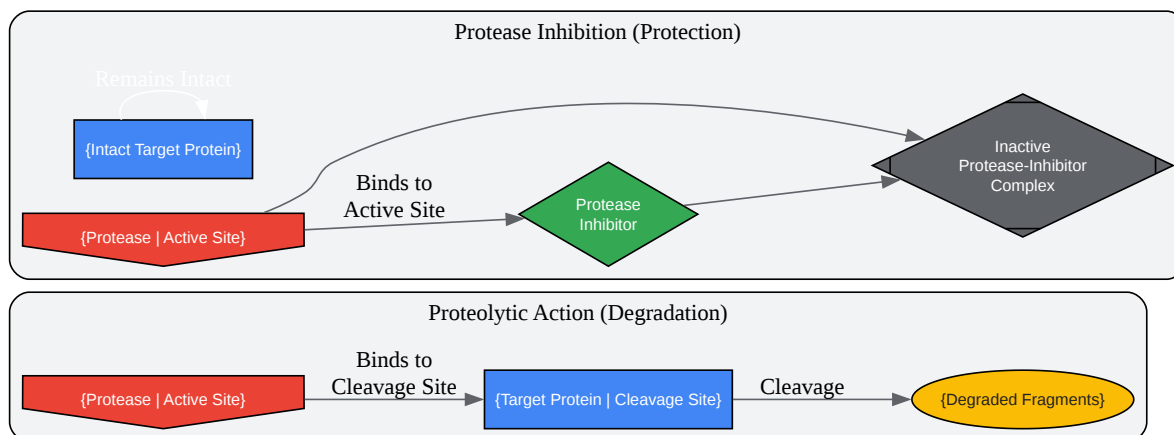 Protease Inhibition (Protection)
Remains Intact
{Intact Target Protein}
{Protease | Active Site}
Binds to
Active Site
Protease
Inhibitor
Inactive
Protease-Inhibitor
Complex
Proteolytic Action (Degradation)
{Protease | Active Site}
Binds to
Cleavage Site
{Target Protein | Cleavage Site}
Cleavage
{Degraded Fragments}